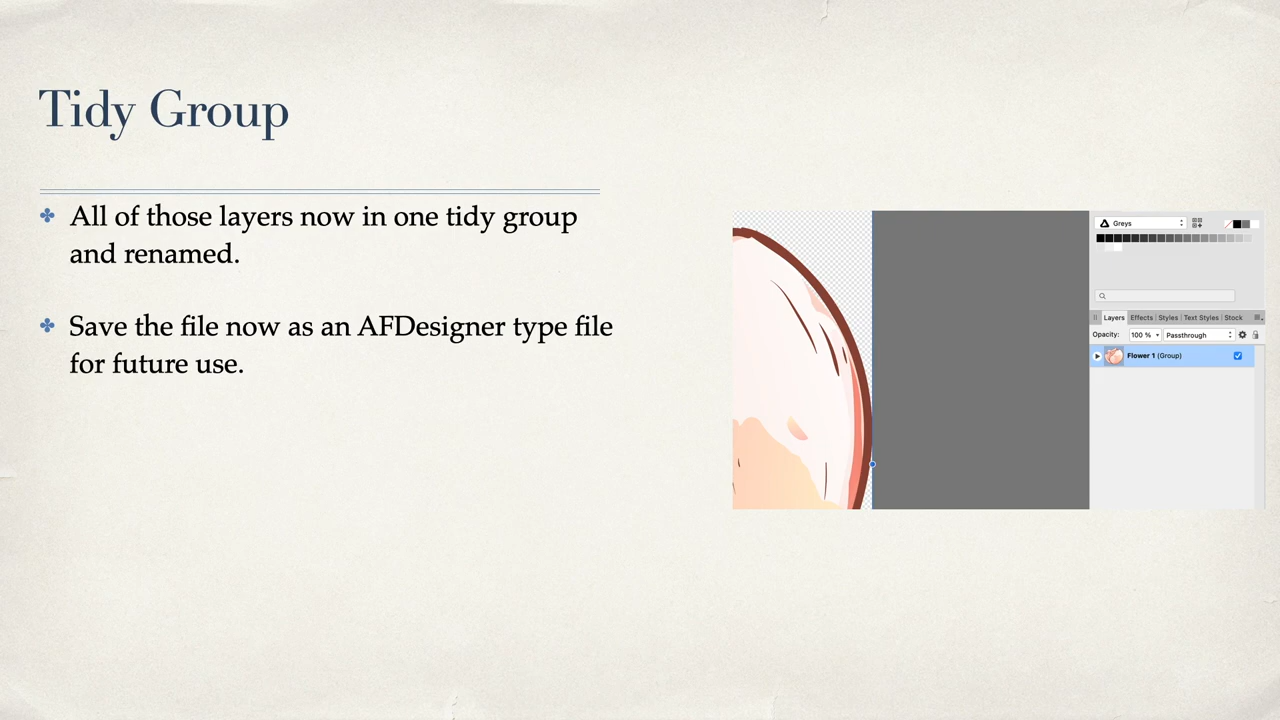 Tidy Group
All of those layers now in one tidy group
and renamed.
Save the file now as an AFDesigner type file
for future use.
Greys
Layers Effects Styles Text Styles Stock
Opacity: 100 % Passthrough
Flower 1 (Group)